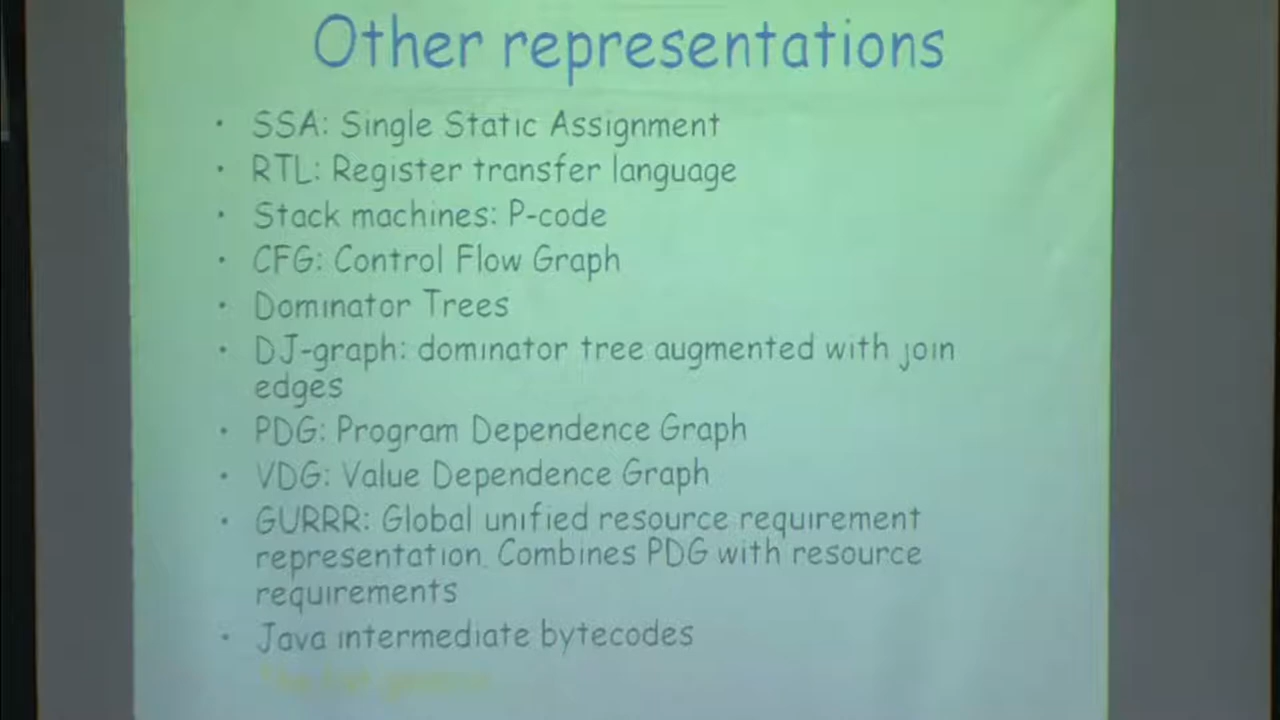 Other representations
• SSA: Single Static Assignment
• RTL: Register transfer language
• Stack machines: P-code
• CFG: Control Flow Graph
• Dominator Trees
• DJ-graph: dominator tree augmented with join
edges
• PDG: Program Dependence Graph
• VDG: Value Dependence Graph
• GURRR: Global unified resource requirement
representation. Combines PDG with resource
requirements
• Java intermediate bytecodes